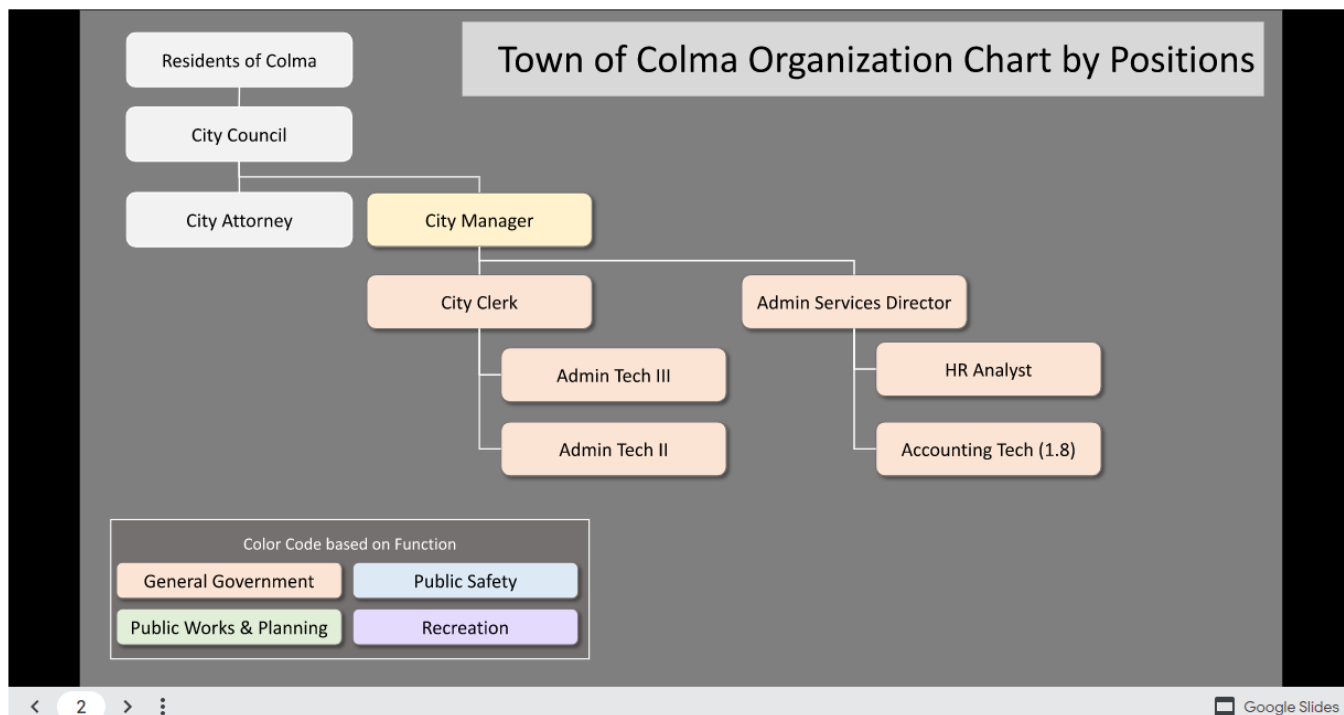 Town of Colma Organization Chart by Positions
Residents of Colma
City Council
City Attorney
City Manager
City Clerk
Admin Services Director
Admin Tech III
HR Analyst
Admin Tech II
Accounting Tech (1.8)
Color Code based on Function
General Government
Public Safety
Public Works & Planning
Recreation
2
Google Slides